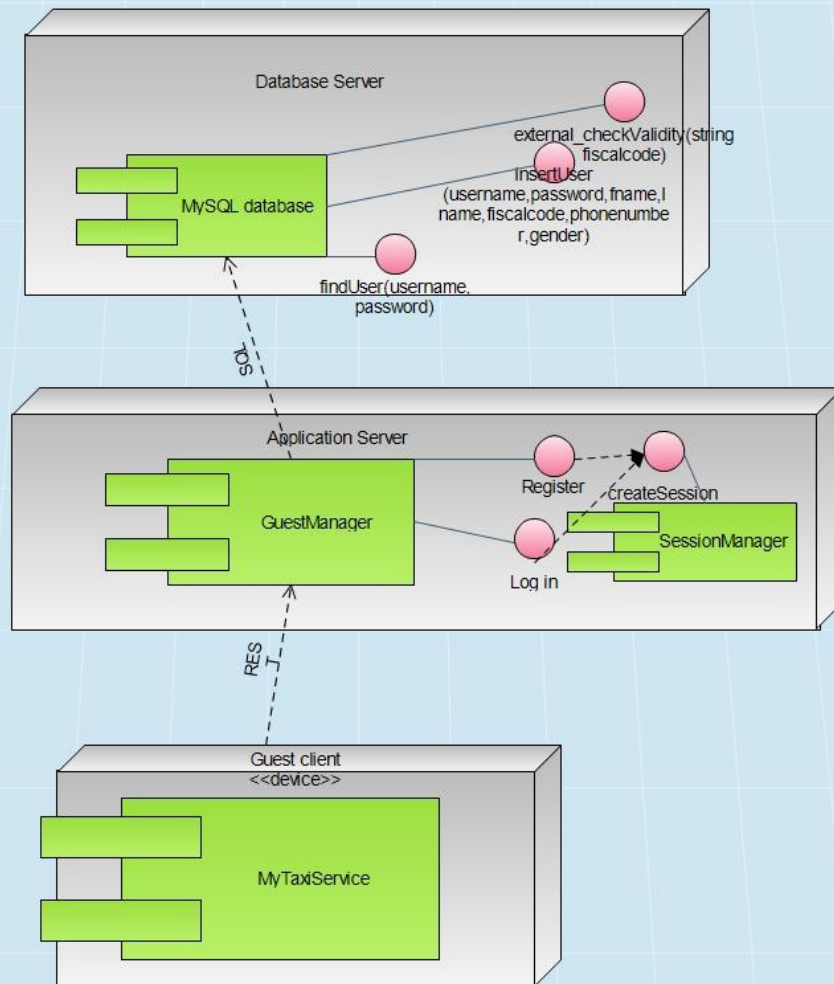 Database Server
external_checkValidity(string
fiscalcode)
insertUser
(username,password,fname,l
name,fiscalcode,phonenumbe
r,gender)
MySQL database
findUser(username,
password)
SQL
Application Server
Register
createSession
GuestManager
SessionManager
Log in
RES
T
Guest client
<<device>>
MyTaxiService